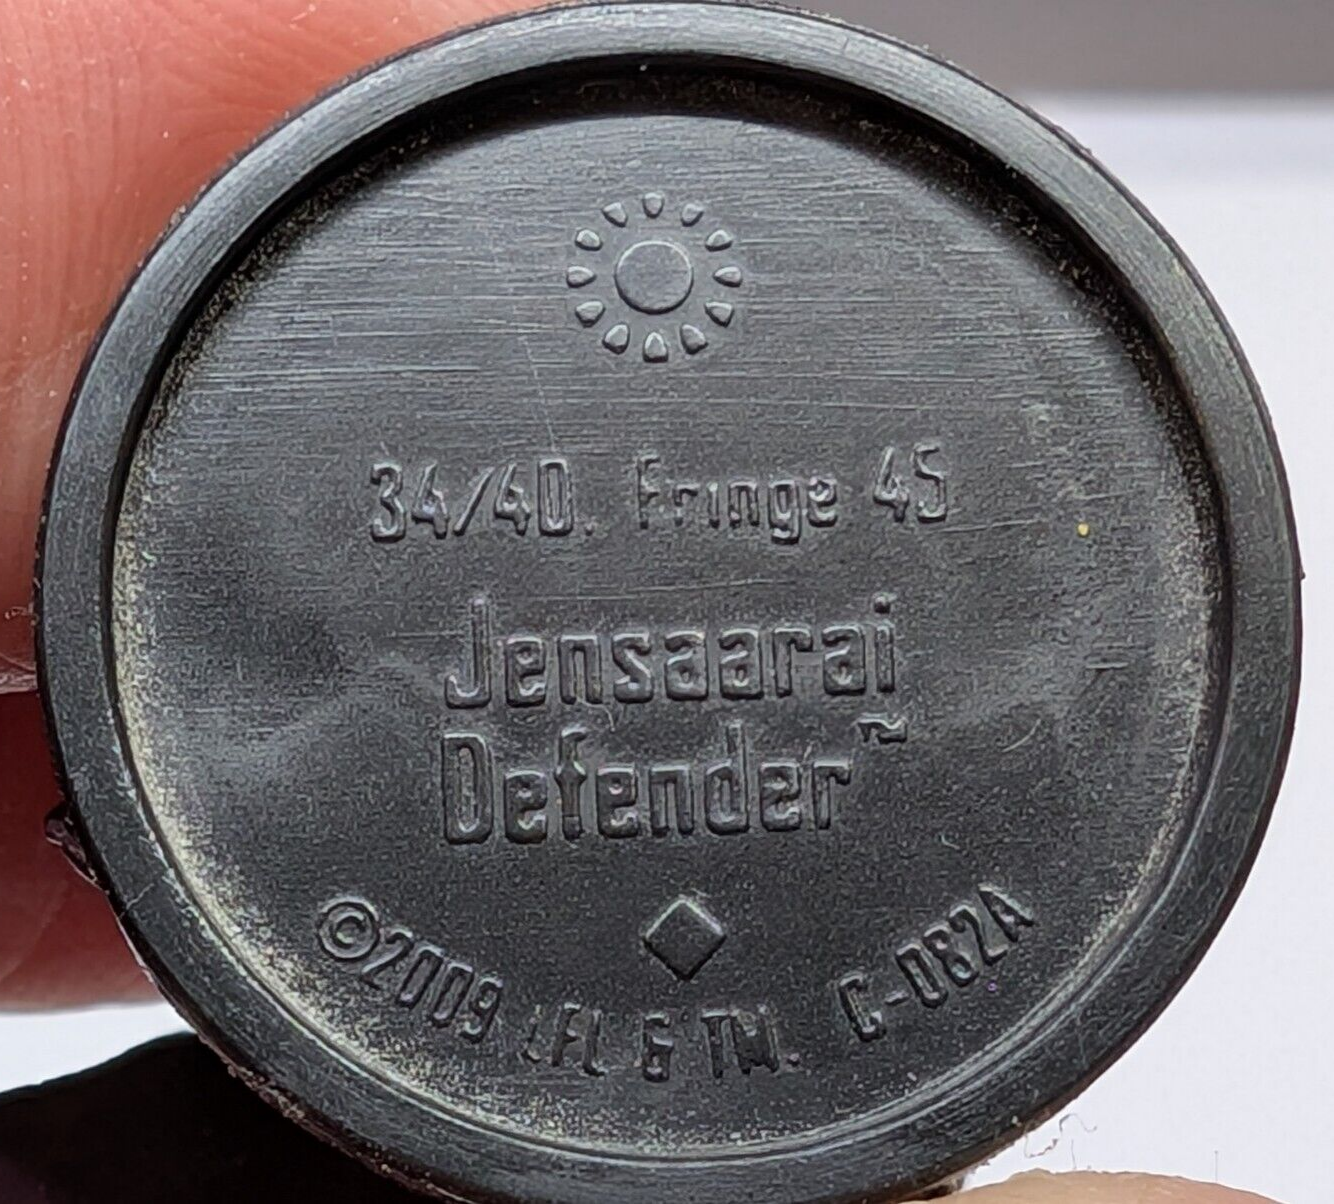 34/40. Fringe 45
Jensaarai
Defender™
©2009 LFL & TM. C-082A